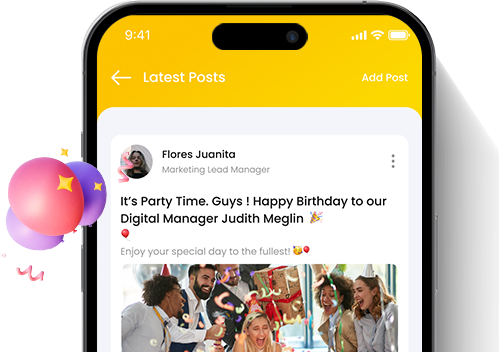 9:41
Latest Posts
Add Post
Flores Juanita
Marketing Lead Manager
It's Party Time. Guys ! Happy Birthday to our
Digital Manager Judith Meglin 🎉
🎈
Enjoy your special day to the fullest! 🥳🎈